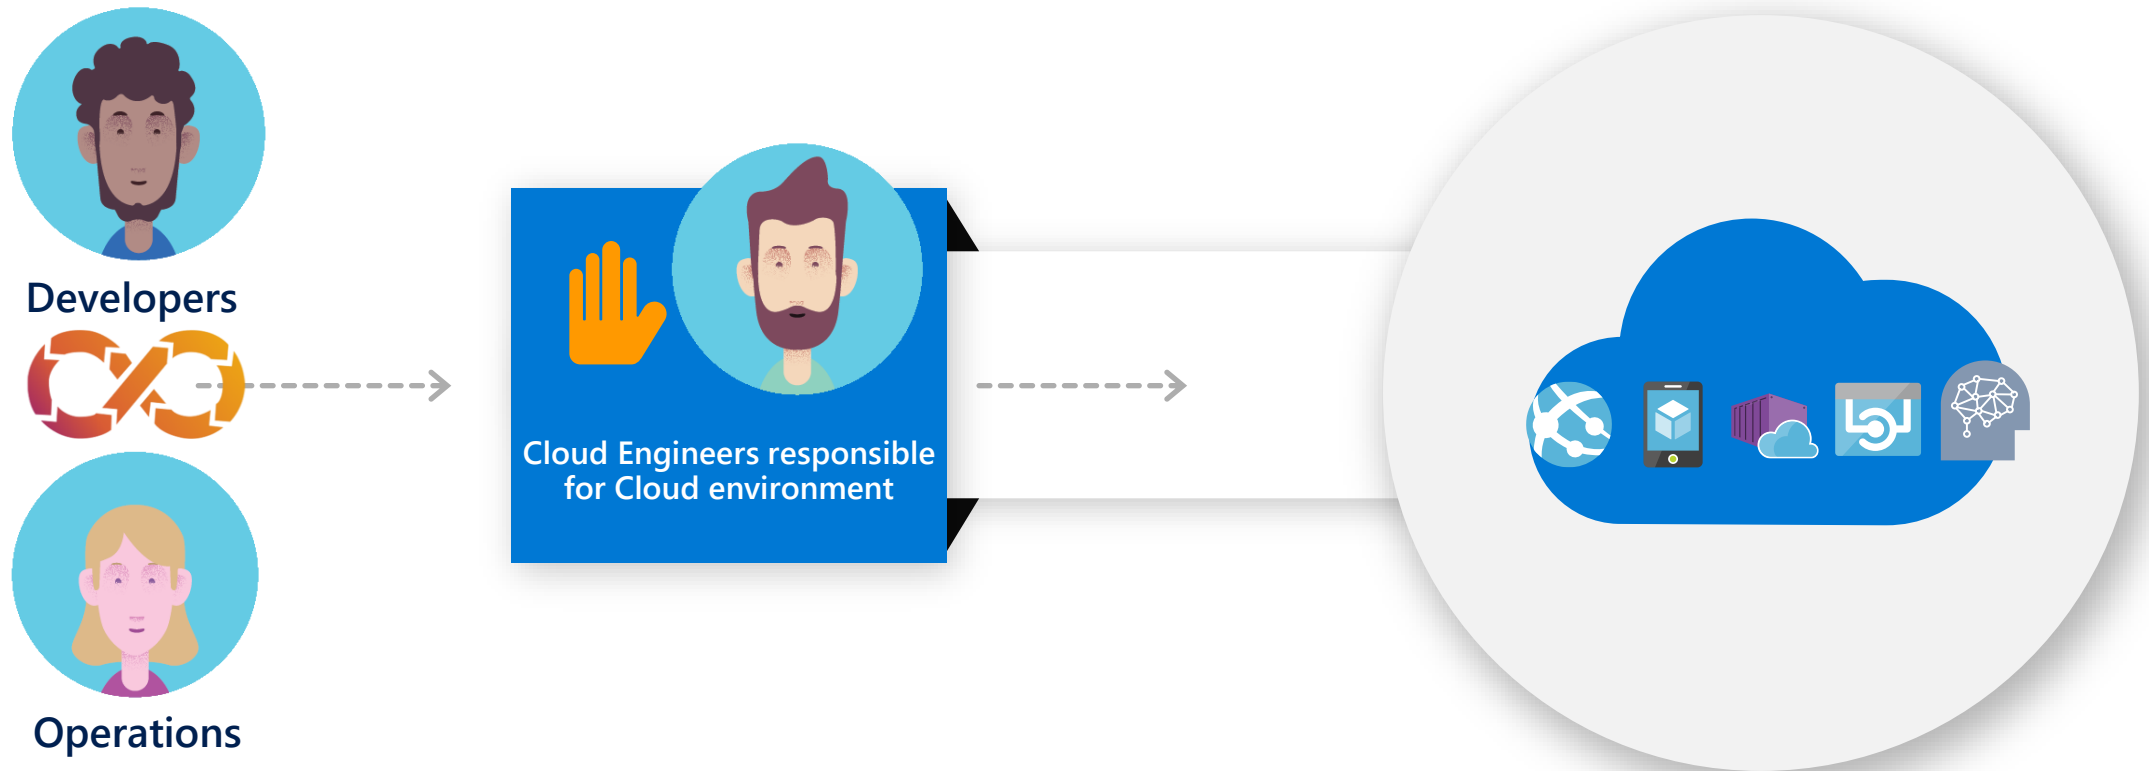 Developers
Cloud Engineers responsible
for Cloud environment
Operations